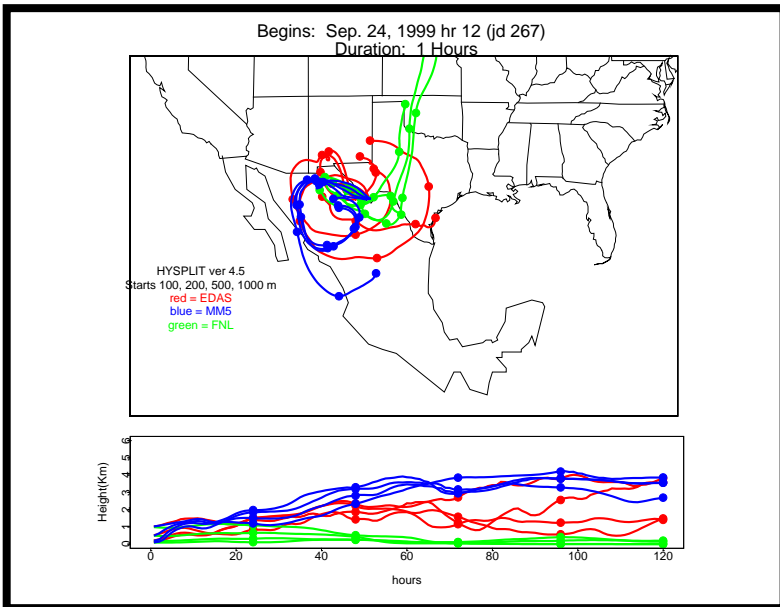 Begins:  Sep. 24, 1999 hr 12 (jd 267)
Duration:  1 Hours
HYSPLIT ver 4.5
Starts 100, 200, 500, 1000 m
red = EDAS
blue = MM5
green = FNL
Height(Km)
6
5
4
3
2
1
0
0 20 40 60 80 100 120
hours